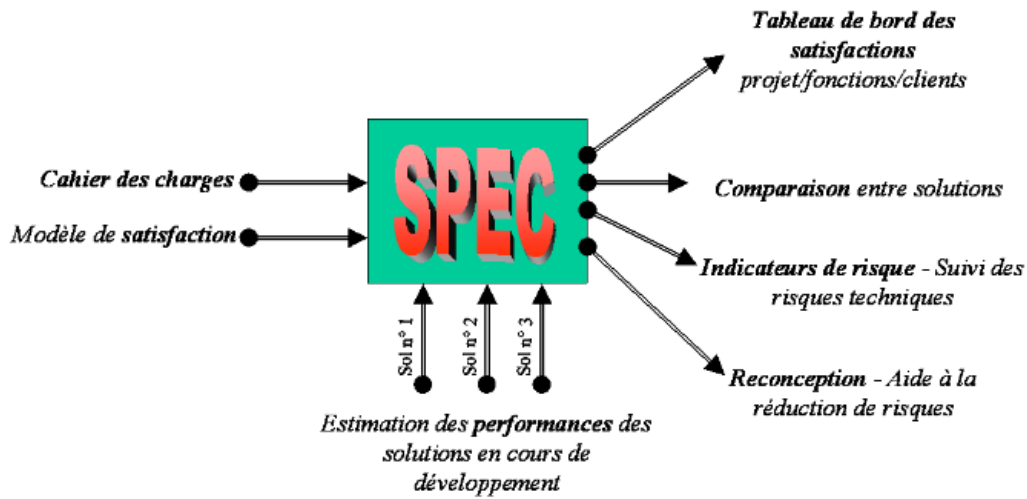 Tableau de bord des
satisfactions
projet/fonctions/clients
SPEC
Cahier des charges
Modèle de satisfaction
Comparaison entre solutions
Indicateurs de risque - Suivi des
risques techniques
Sol n° 1
Sol n° 2
Sol n° 3
Reconception - Aide à la
réduction de risques
Estimation des performances des
solutions en cours de
développement